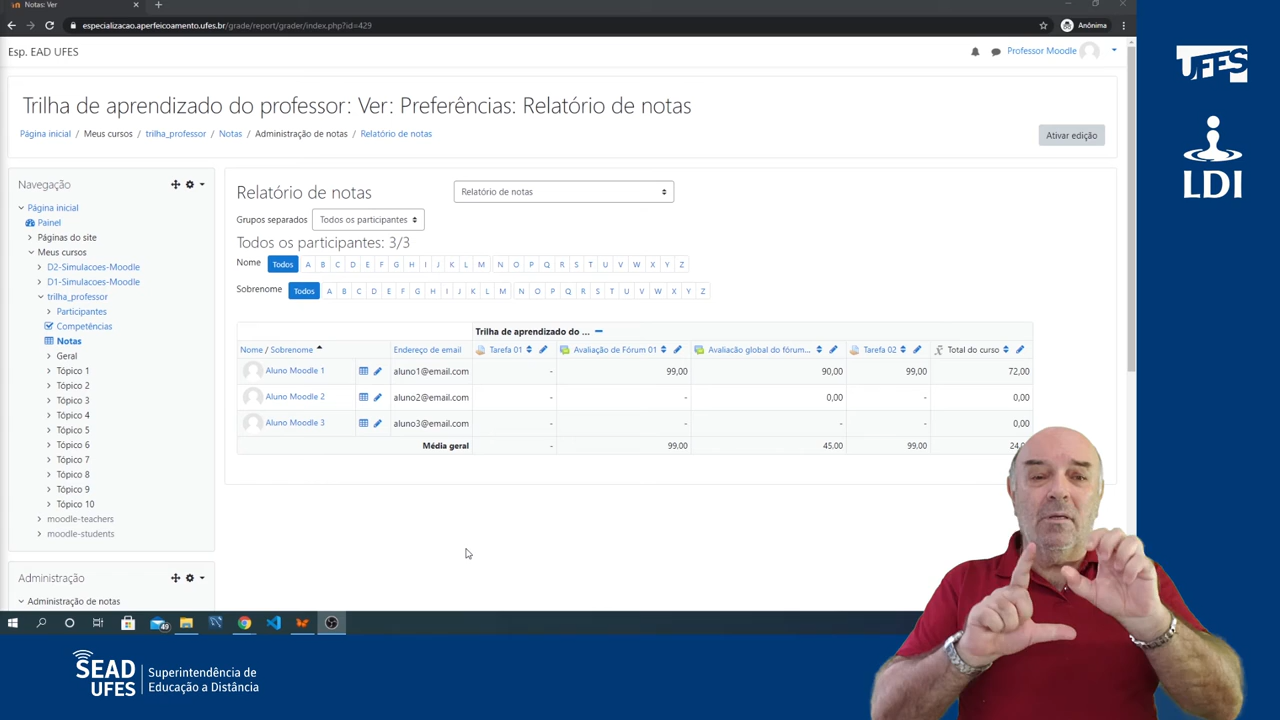 Notas: Ver
especializacao.aperfeicoamento.ufes.br/grade/report/grader/index.php?id=429
Anônima
Esp. EAD UFES
Professor Moodle
Trilha de aprendizado do professor: Ver: Preferências: Relatório de notas
Página inicial / Meus cursos / trilha_professor / Notas / Administração de notas / Relatório de notas
Ativar edição
Navegação
Página inicial
Painel
Páginas do site
Meus cursos
D2-Simulacoes-Moodle
D1-Simulacoes-Moodle
trilha_professor
Participantes
Competências
Notas
Geral
Tópico 1
Tópico 2
Tópico 3
Tópico 4
Tópico 5
Tópico 6
Tópico 7
Tópico 8
Tópico 9
Tópico 10
moodle-teachers
moodle-students
Administração
Administração de notas
Relatório de notas
Relatório de notas
Grupos separados Todos os participantes
Todos os participantes: 3/3
Nome Todos A B C D E F G H I J K L M N O P Q R S T U V W X Y Z
Sobrenome Todos A B C D E F G H I J K L M N O P Q R S T U V W X Y Z
Trilha de aprendizado do ...
Nome / Sobrenome Endereço de email Tarefa 01 Avaliação de Fórum 01 Avaliacão global do fórum... Tarefa 02 x̄ Total do curso
Aluno Moodle 1 aluno1@email.com - 99,00 90,00 99,00 72,00
Aluno Moodle 2 aluno2@email.com - - 0,00 - 0,00
Aluno Moodle 3 aluno3@email.com - - - - 0,00
Média geral - 99.00 45.00 99.00 24.
49
UFES
LDI
SEAD
UFES
Superintendência de
Educação a Distância